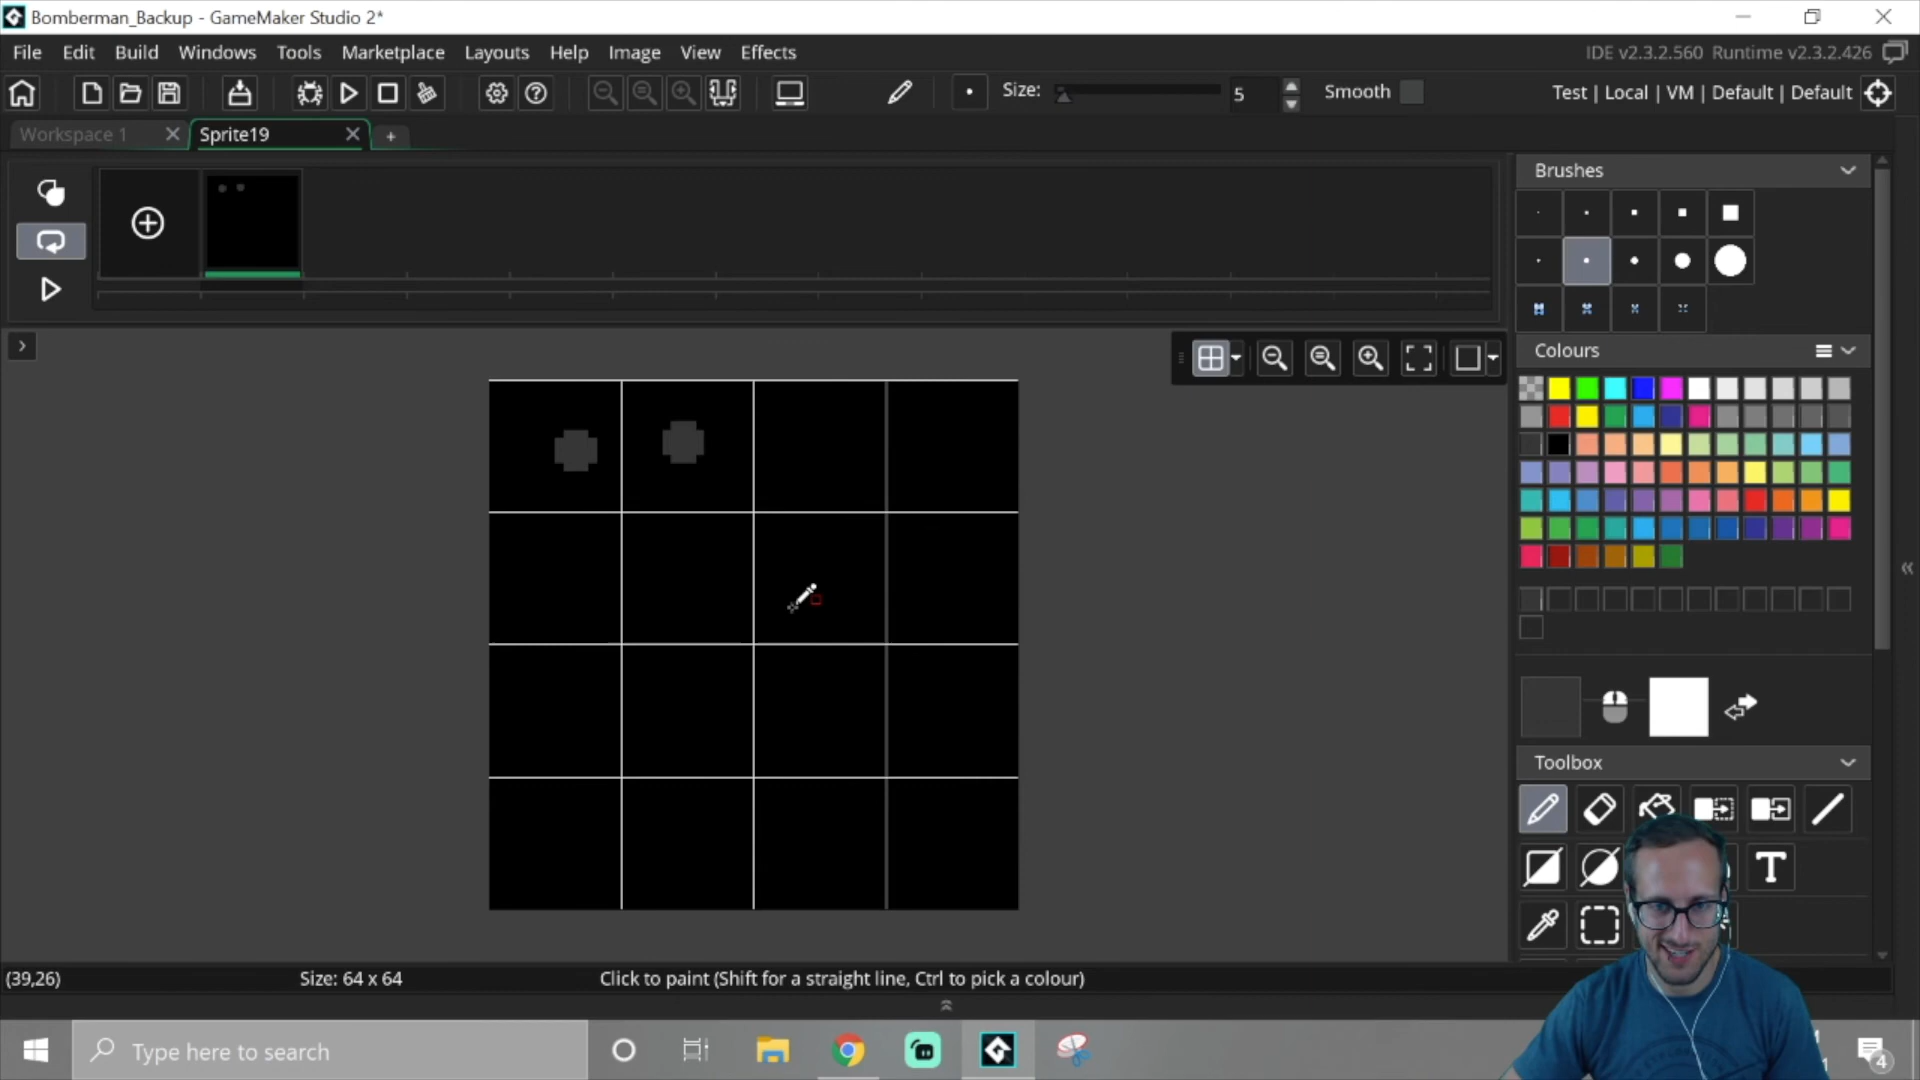 Bomberman_Backup - GameMaker Studio 2*
File Edit Build Windows Tools Marketplace Layouts Help Image View Effects
IDE v2.3.2.560 Runtime v2.3.2.426
Size: 5 Smooth
Test | Local | VM | Default | Default
Workspace 1
Sprite19
Brushes
Colours
Toolbox
T
(39,26)
Size: 64 x 64
Click to paint (Shift for a straight line, Ctrl to pick a colour)
Type here to search
4